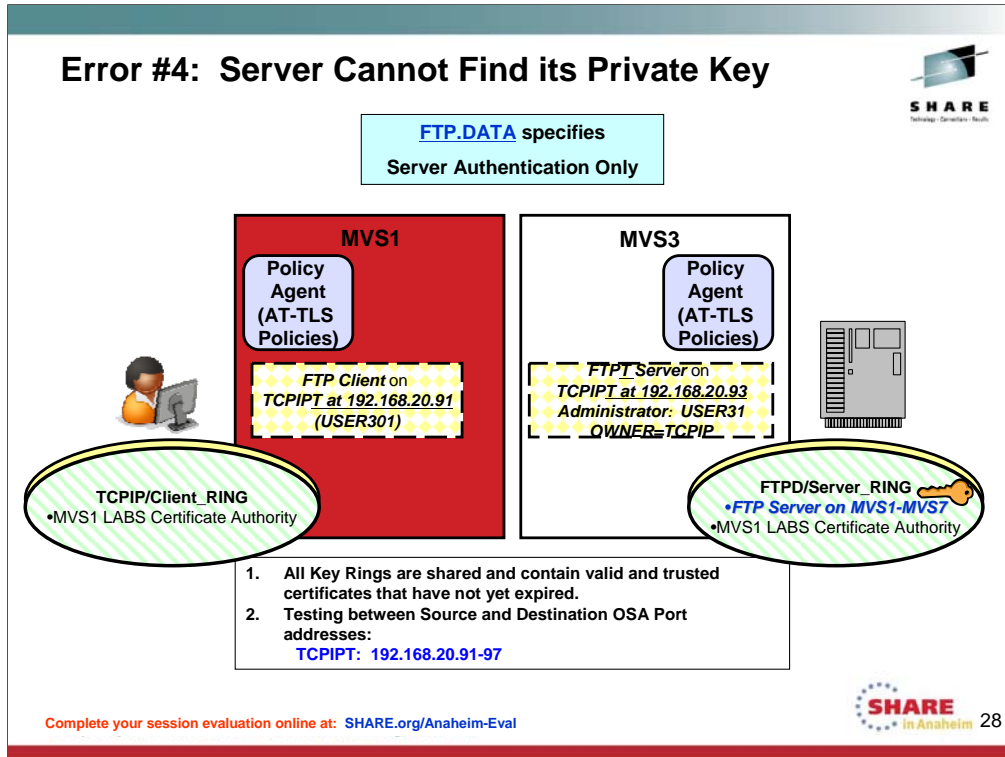 Error #4: Server Cannot Find its Private Key
SHARE
Technology • Connections • Results
FTP.DATA specifies
Server Authentication Only
MVS1
Policy
Agent
(AT-TLS
Policies)
FTP Client on
TCPIPT at 192.168.20.91
(USER301)
MVS3
Policy
Agent
(AT-TLS
Policies)
FTPT Server on
TCPIPT at 192.168.20.93
Administrator: USER31
OWNER=TCPIP
TCPIP/Client_RING
•MVS1 LABS Certificate Authority
FTPD/Server_RING
•FTP Server on MVS1-MVS7
•MVS1 LABS Certificate Authority
1. All Key Rings are shared and contain valid and trusted
certificates that have not yet expired.
2. Testing between Source and Destination OSA Port
addresses:
TCPIPT: 192.168.20.91-97
Complete your session evaluation online at: SHARE.org/Anaheim-Eval
SHARE
in Anaheim
28